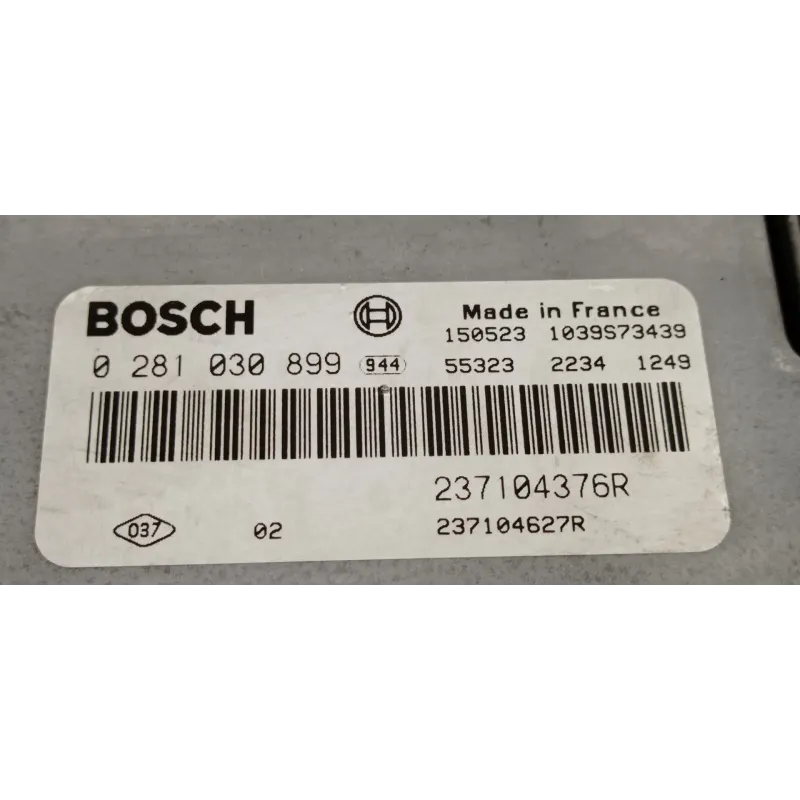 BOSCH
Made in France
150523 1039S73439
0 281 030 899 944 55323 2234 1249
237104376R
037 02 237104627R